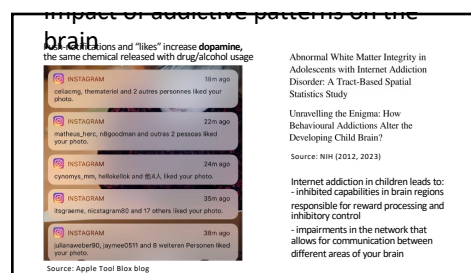 Impact of addictive patterns on the
brain
Push-notifications and “likes” increase dopamine,
the same chemical released with drug/alcohol usage
INSTAGRAM 18m ago
celiacmg, themateriel and 2 autres personnes liked your
photo.
INSTAGRAM 22m ago
matheus_herc, n8goodman and outras 2 pessoas liked
your photo.
INSTAGRAM 24m ago
cynomys_mm, hellokellok and 他4人 liked your photo.
INSTAGRAM 35m ago
itsgraeme, nicstagram80 and 17 others liked your photo.
INSTAGRAM 38m ago
julianaweber90, jaymee0511 and 8 weiteren Personen liked
your photo.
Source: Apple Tool Blox blog
Abnormal White Matter Integrity in
Adolescents with Internet Addiction
Disorder: A Tract-Based Spatial
Statistics Study
Unravelling the Enigma: How
Behavioural Addictions Alter the
Developing Child Brain?
Source: NIH (2012, 2023)
Internet addiction in children leads to:
- inhibited capabilities in brain regions
responsible for reward processing and
inhibitory control
- impairments in the network that
allows for communication between
different areas of your brain